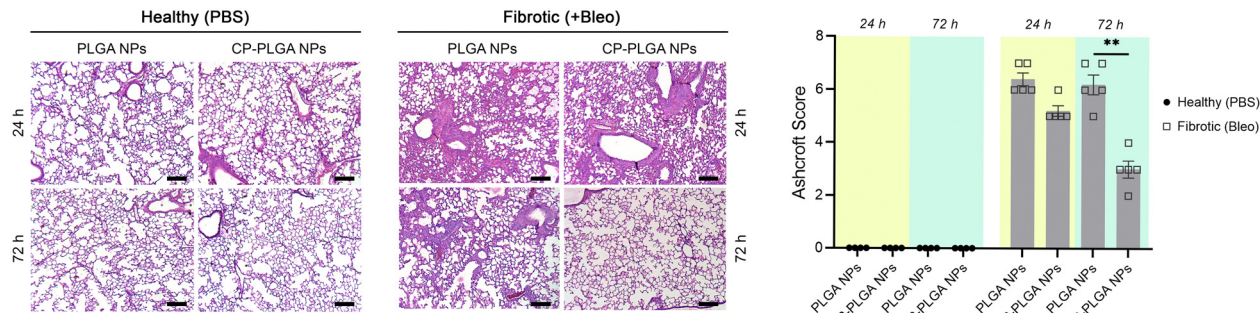 Healthy (PBS)
PLGA NPs
CP-PLGA NPs
24 h
72 h
Fibrotic (+Bleo)
PLGA NPs
CP-PLGA NPs
24 h
72 h
24 h
72 h
24 h
72 h
**
Ashcroft Score
8
6
4
2
0
Healthy (PBS)
Fibrotic (Bleo)
PLGA NPs
P-PLGA NPs
PLGA NPs
P-PLGA NPs
PLGA NPs
P-PLGA NPs
PLGA NPs
P-PLGA NPs